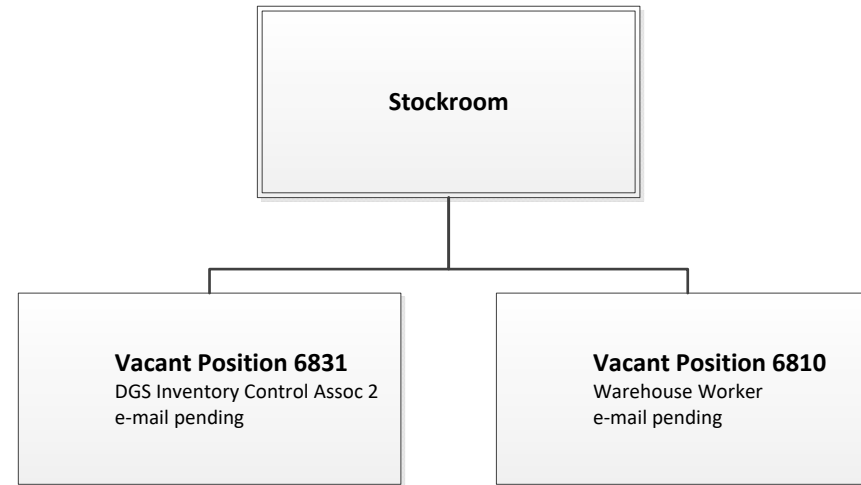 Stockroom
Vacant Position 6831
DGS Inventory Control Assoc 2
e-mail pending
Vacant Position 6810
Warehouse Worker
e-mail pending